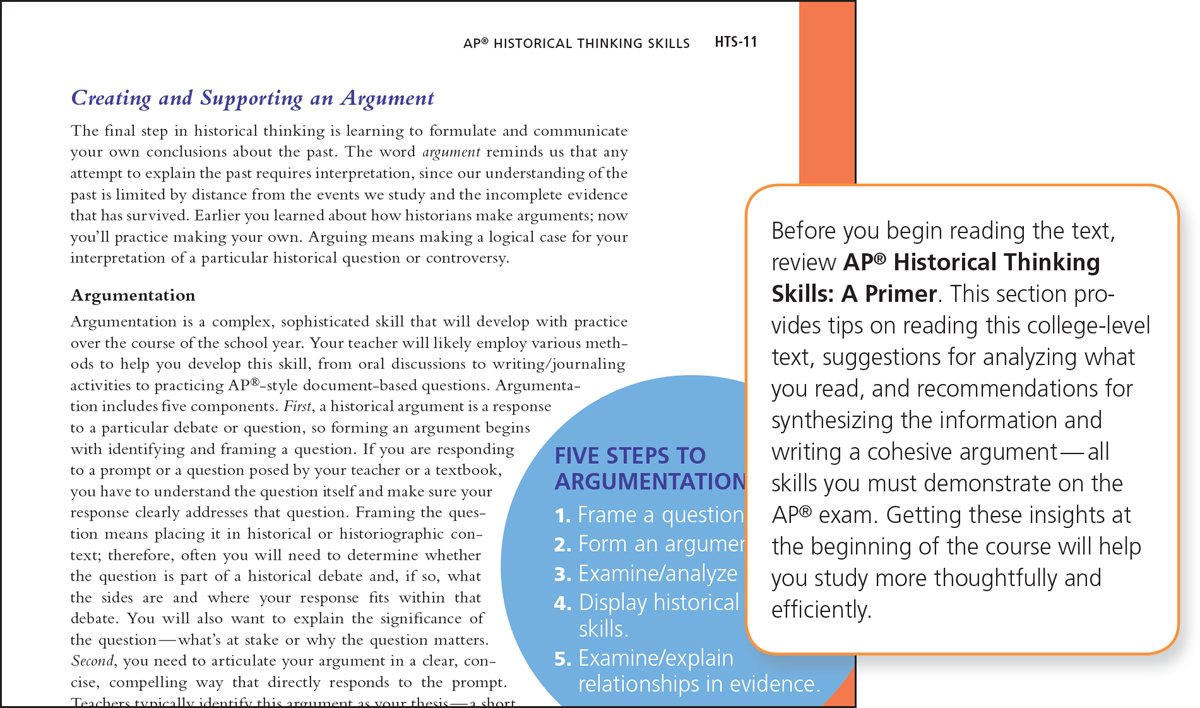 AP® HISTORICAL THINKING SKILLS HTS-11
Creating and Supporting an Argument
The final step in historical thinking is learning to formulate and communicate
your own conclusions about the past. The word argument reminds us that any
attempt to explain the past requires interpretation, since our understanding of the
past is limited by distance from the events we study and the incomplete evidence
that has survived. Earlier you learned about how historians make arguments; now
you'll practice making your own. Arguing means making a logical case for your
interpretation of a particular historical question or controversy.
Argumentation
Argumentation is a complex, sophisticated skill that will develop with practice
over the course of the school year. Your teacher will likely employ various meth-
ods to help you develop this skill, from oral discussions to writing/journaling
activities to practicing AP®-style document-based questions. Argumenta-
tion includes five components. First, a historical argument is a response
to a particular debate or question, so forming an argument begins
with identifying and framing a question. If you are responding
to a prompt or a question posed by your teacher or a textbook,
you have to understand the question itself and make sure your
response clearly addresses that question. Framing the ques-
tion means placing it in historical or historiographic con-
text; therefore, often you will need to determine whether
the question is part of a historical debate and, if so, what
the sides are and where your response fits within that
debate. You will also want to explain the significance of
the question—what's at stake or why the question matters.
Second, you need to articulate your argument in a clear, con-
cise, compelling way that directly responds to the prompt.
Teachers typically identify this argument as your thesis—a short
FIVE STEPS TO
ARGUMENTATION
1. Frame a question
2. Form an
3. Examine/analyze
4. Display historical
skills.
5. Examine/explain
relationships in evidence.
Before you begin reading the text,
review AP® Historical Thinking
Skills: A Primer. This section pro-
vides tips on reading this college-level
text, suggestions for analyzing what
you read, and recommendations for
synthesizing the information and
writing a cohesive argument—all
skills you must demonstrate on the
AP® exam. Getting these insights at
the beginning of the course will help
you study more thoughtfully and
efficiently.